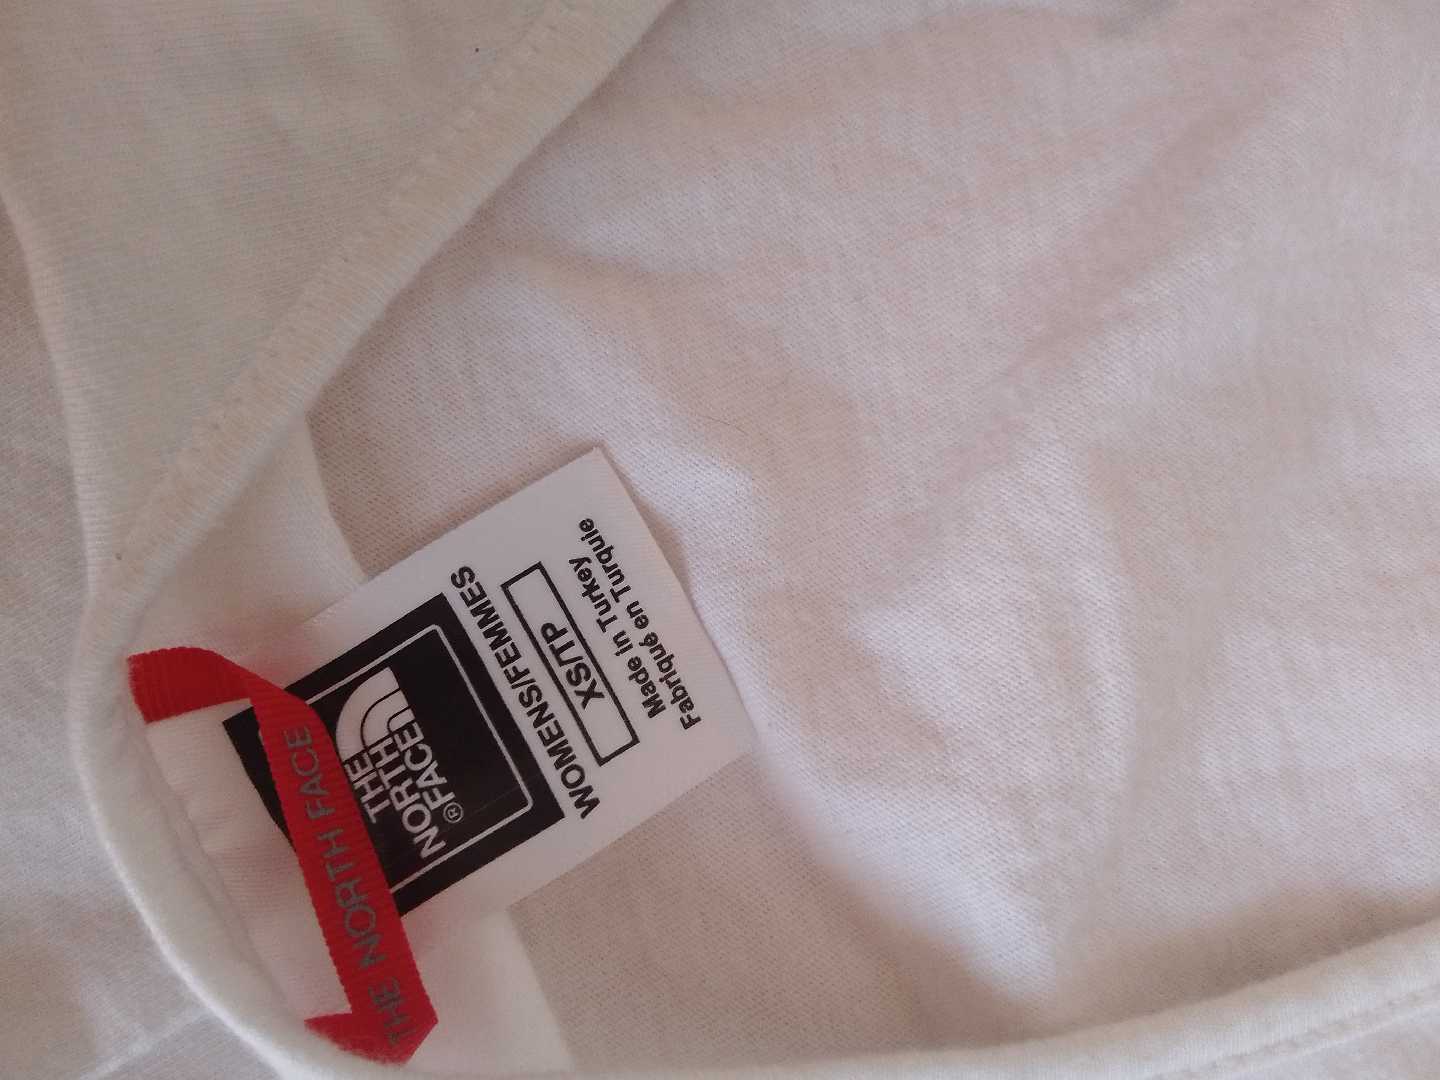 THE NORTH FACE
THE
NORTH
FACE®
WOMENS/FEMMES
XS/TP
Made in Turkey
Fabriqué en Turquie